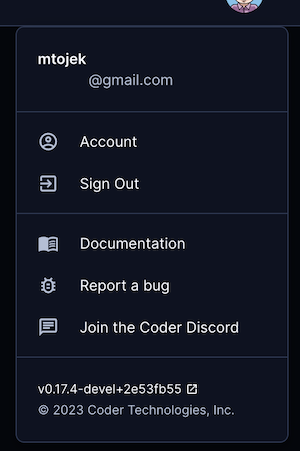 mtojek
@gmail.com
Account
Sign Out
Documentation
Report a bug
Join the Coder Discord
v0.17.4-devel+2e53fb55
© 2023 Coder Technologies, Inc.